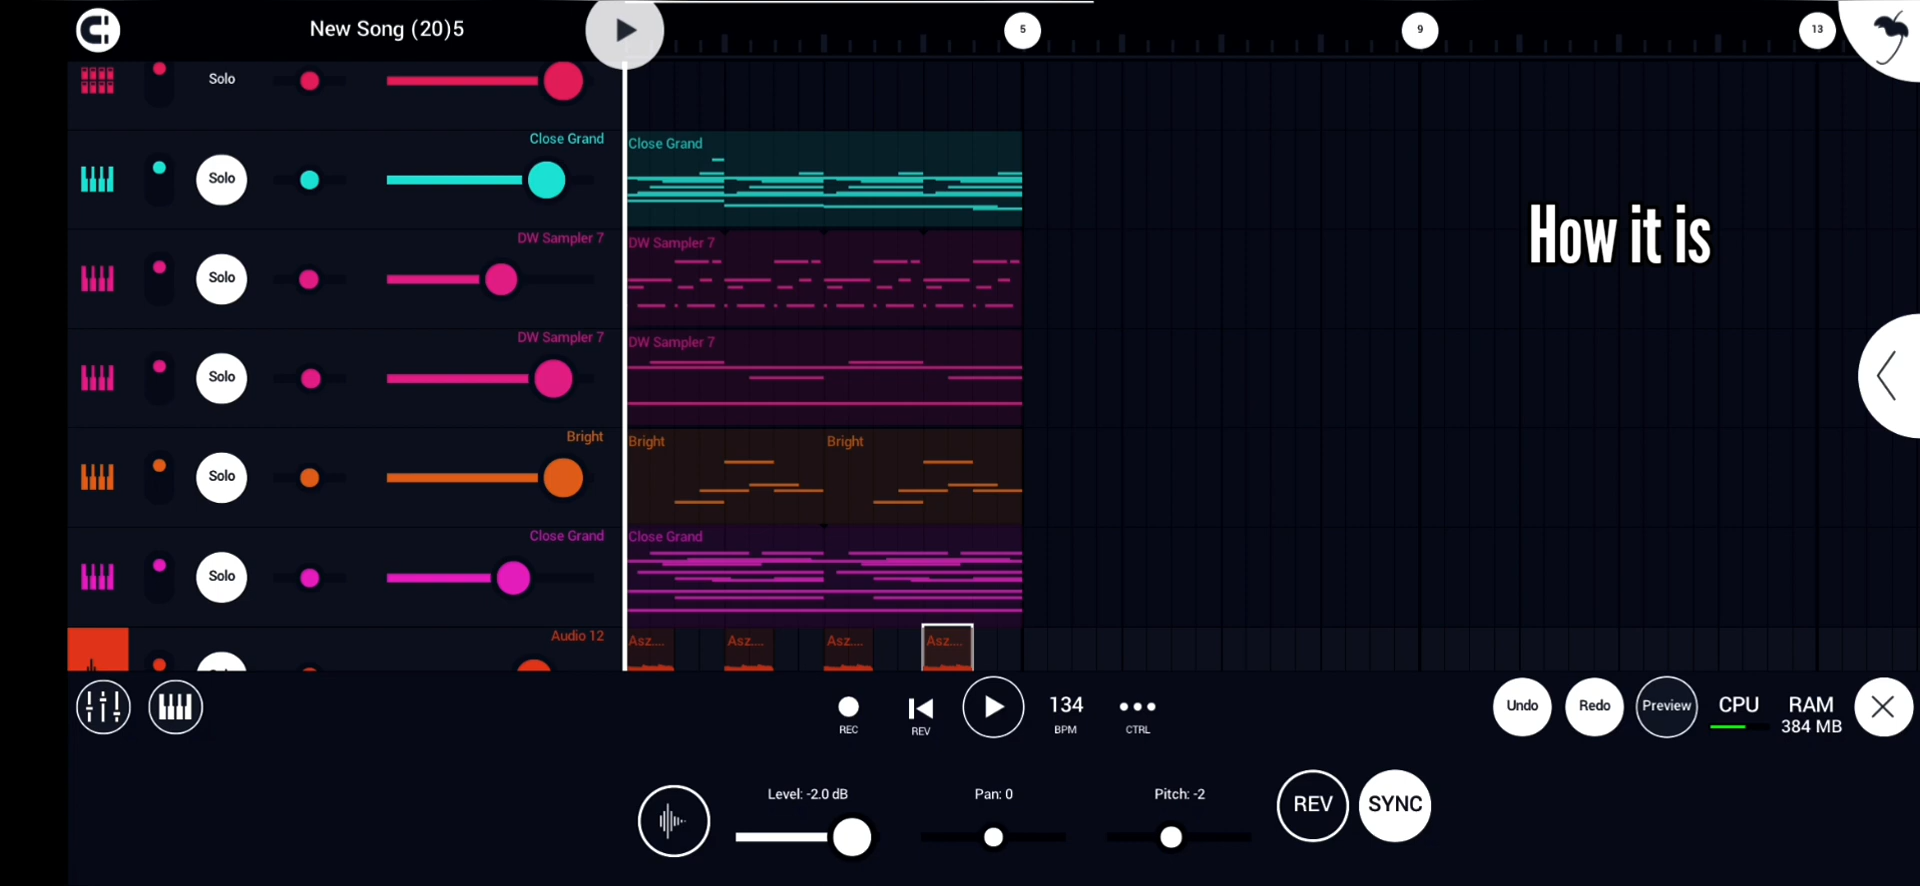 New Song (20)5
5
9
13
Solo
Close Grand
Solo
Close Grand
DW Sampler 7
Solo
DW Sampler 7
DW Sampler 7
Solo
DW Sampler 7
Bright
Solo
Bright
Bright
Close Grand
Solo
Close Grand
Audio 12
Asz....
Asz....
Asz....
Asz....
How it is
REC
REV
134
BPM
CTRL
Undo
Redo
Preview
CPU
RAM
384 MB
Level: -2.0 dB
Pan: 0
Pitch: -2
REV
SYNC